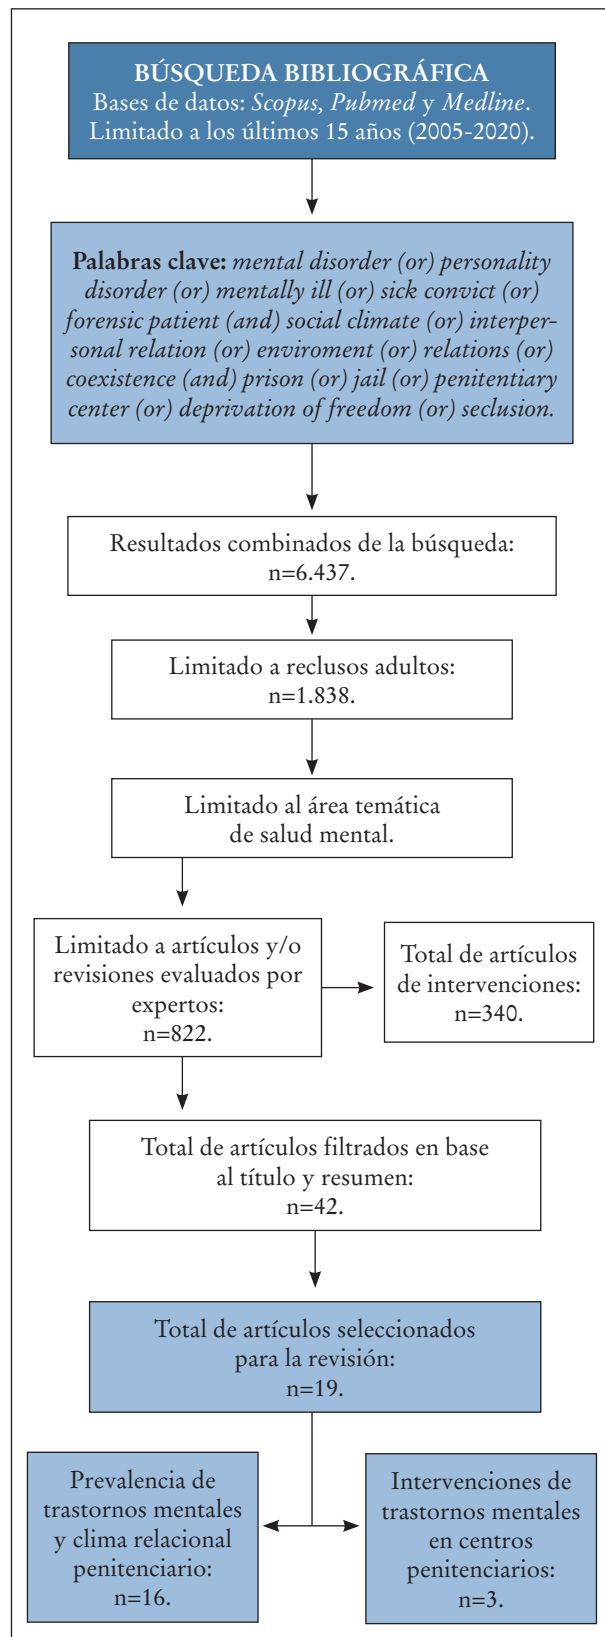 BÚSQUEDA BIBLIOGRÁFICA
Bases de datos: Scopus, Pubmed y Medline.
Limitado a los últimos 15 años (2005-2020).
Palabras clave: mental disorder (or) personality
disorder (or) mentally ill (or) sick convict (or)
forensic patient (and) social climate (or) interper-
sonal relation (or) enviroment (or) relations (or)
coexistence (and) prison (or) jail (or) penitentiary
center (or) deprivation of freedom (or) seclusion.
Resultados combinados de la búsqueda:
n=6.437.
Limitado a reclusos adultos:
n=1.838.
Limitado al área temática
de salud mental.
Limitado a artículos y/o
revisiones evaluados por
expertos:
n=822.
Total de artículos
de intervenciones:
n=340.
Total de artículos filtrados en base
al título y resumen:
n=42.
Total de artículos seleccionados
para la revisión:
n=19.
Prevalencia de
trastornos mentales
y clima relacional
penitenciario:
n=16.
Intervenciones de
trastornos mentales
en centros
penitenciarios:
n=3.